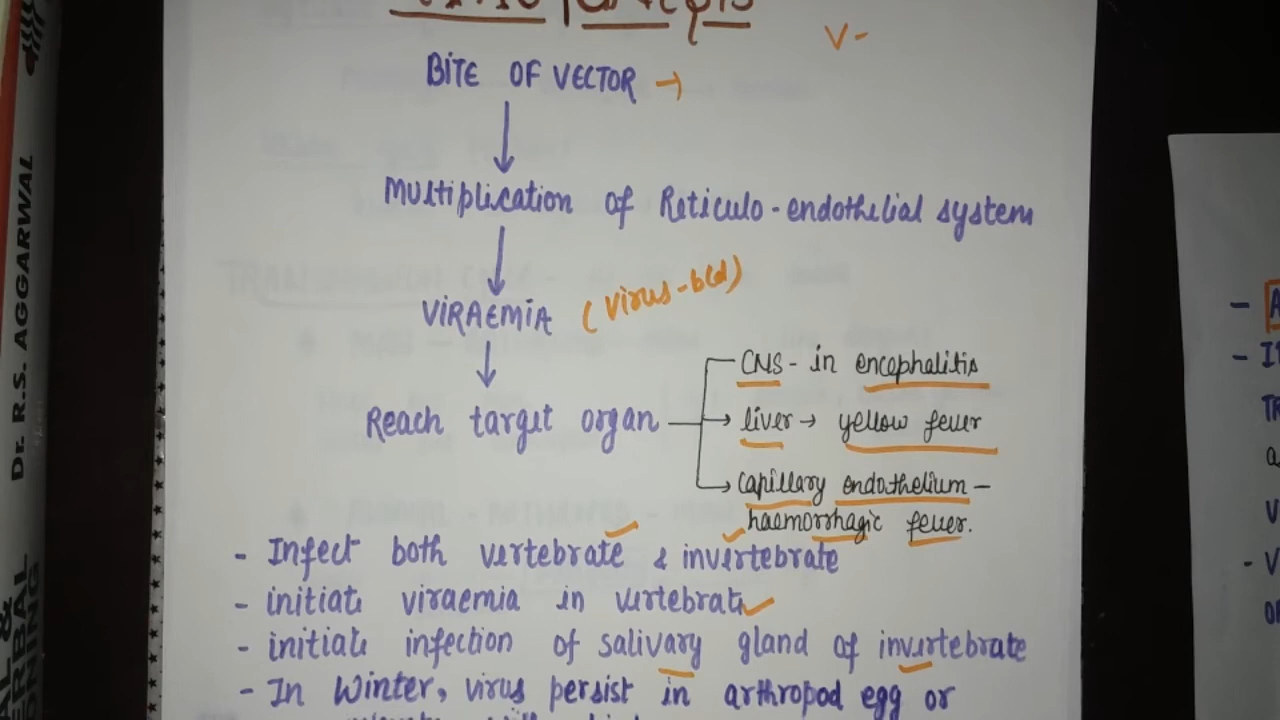 V-
BITE OF VECTOR →
Multiplication of Reticulo-endothelial system
VIRAEMIA (virus-bld)
CNS - in encephalitis
Reach target organ → liver → yellow fever
→ capillary endothelium -
haemorrhagic fever.
- Infect both vertebrate & invertebrate
- initiate viraemia in vertebrate
- initiate infection of salivary gland of invertebrate
- In Winter, virus persist in arthropod egg or
Dr. R.S. AGGARWAL